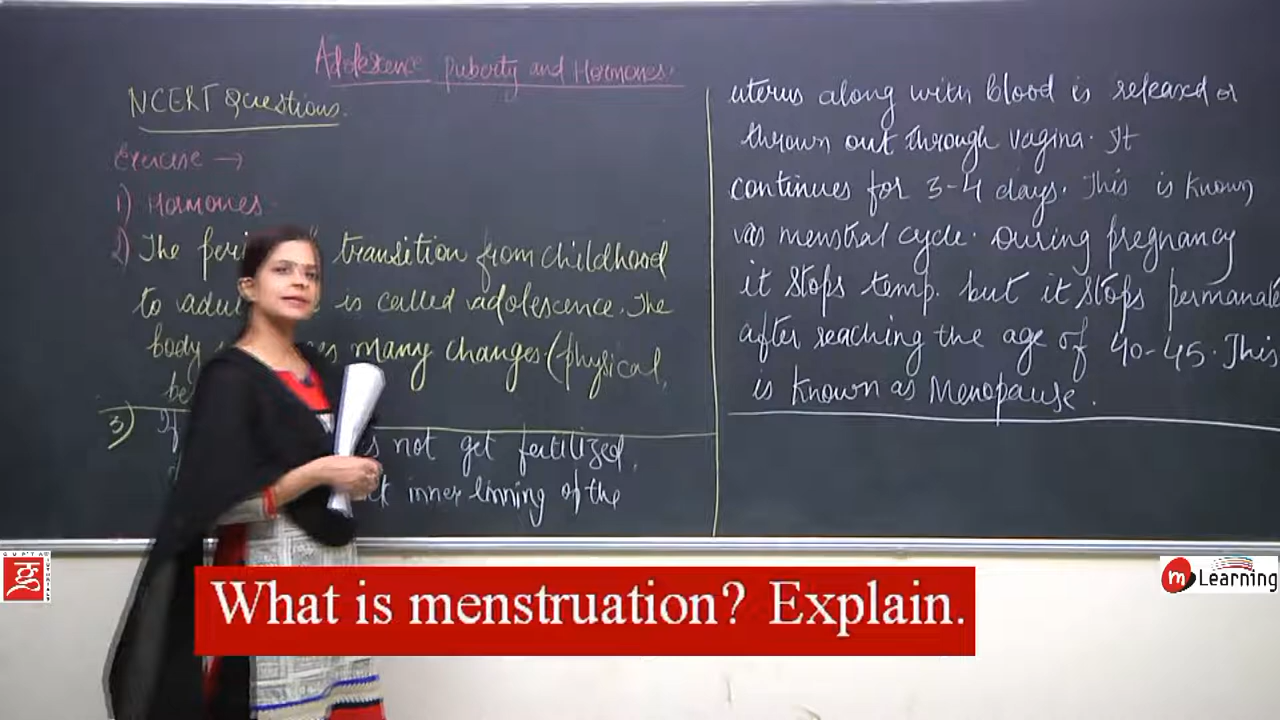 Adolescence puberty and Hormones.
NCERT Questions.
Exercise →
1) Hormones
2) The transition from childhood
to is called adolescence. The
body many changes (physical,
3) If not get fertilized,
inner linning of the
uterus along with blood is released or
thrown out through vagina. It
continues for 3-4 days. This is known
as menstral cycle. During pregnancy
it stops temp. but it stops
after reaching the age of 40-45. This
is known as Menopause.
GUPTA
m Learning
What is menstruation? Explain.